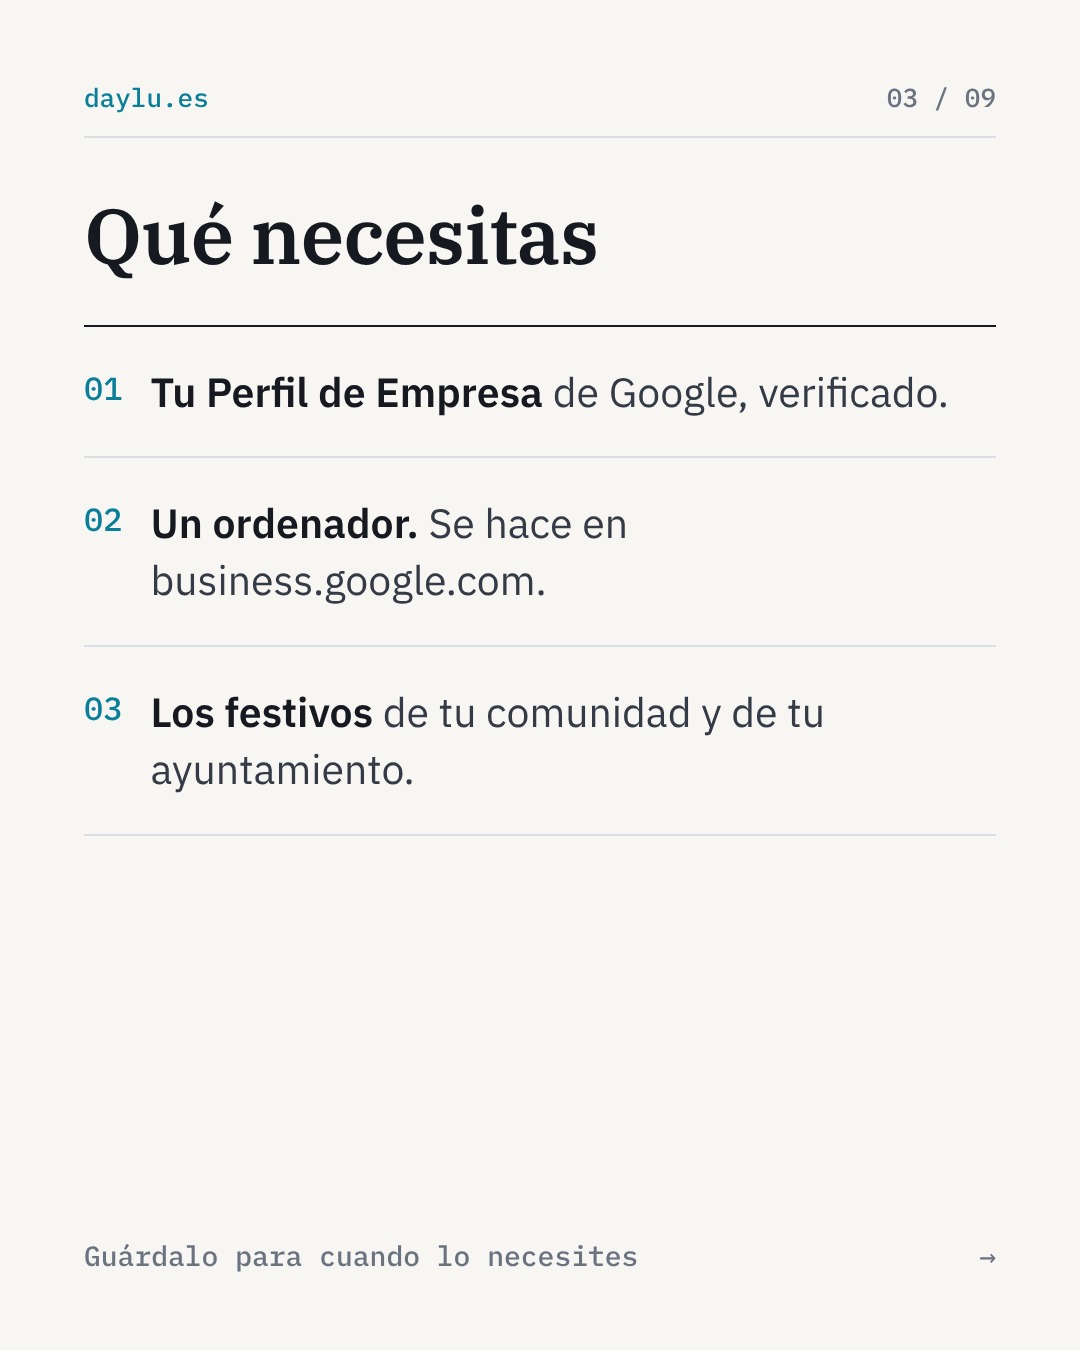 daylu.es
03 / 09
Qué necesitas
01 Tu Perfil de Empresa de Google, verificado.
02 Un ordenador. Se hace en
business.google.com.
03 Los festivos de tu comunidad y de tu
ayuntamiento.
Guárdalo para cuando lo necesites →